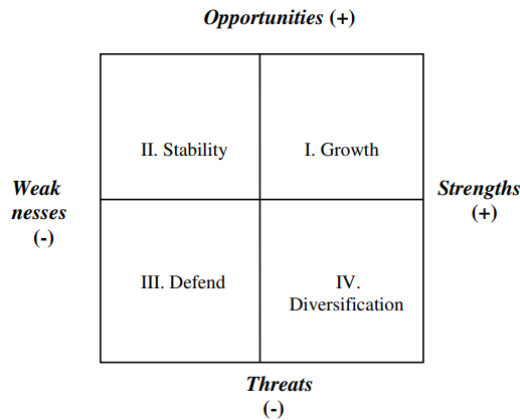 Opportunities (+)
II. Stability
I. Growth
Weak
nesses
(-)
Strengths
(+)
III. Defend
IV.
Diversification
Threats
(-)